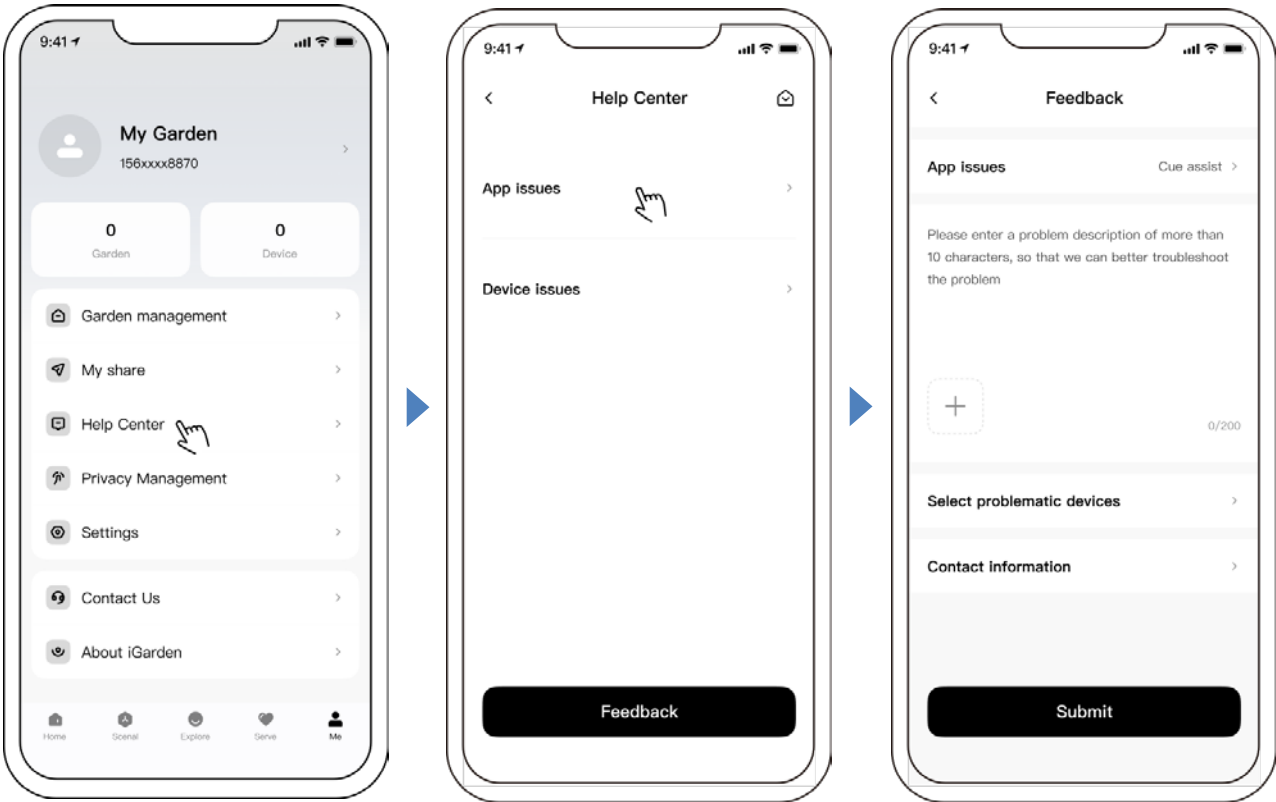 9:41
My Garden
156xxxx8870
0
Garden
0
Device
Garden management
My share
Help Center
Privacy Management
Settings
Contact Us
About iGarden
Home
Scenal
Explore
Serve
Me
9:41
Help Center
App issues
Device issues
Feedback
9:41
Feedback
App issues
Cue assist
Please enter a problem description of more than
10 characters, so that we can better troubleshoot
the problem
0/200
Select problematic devices
Contact information
Submit